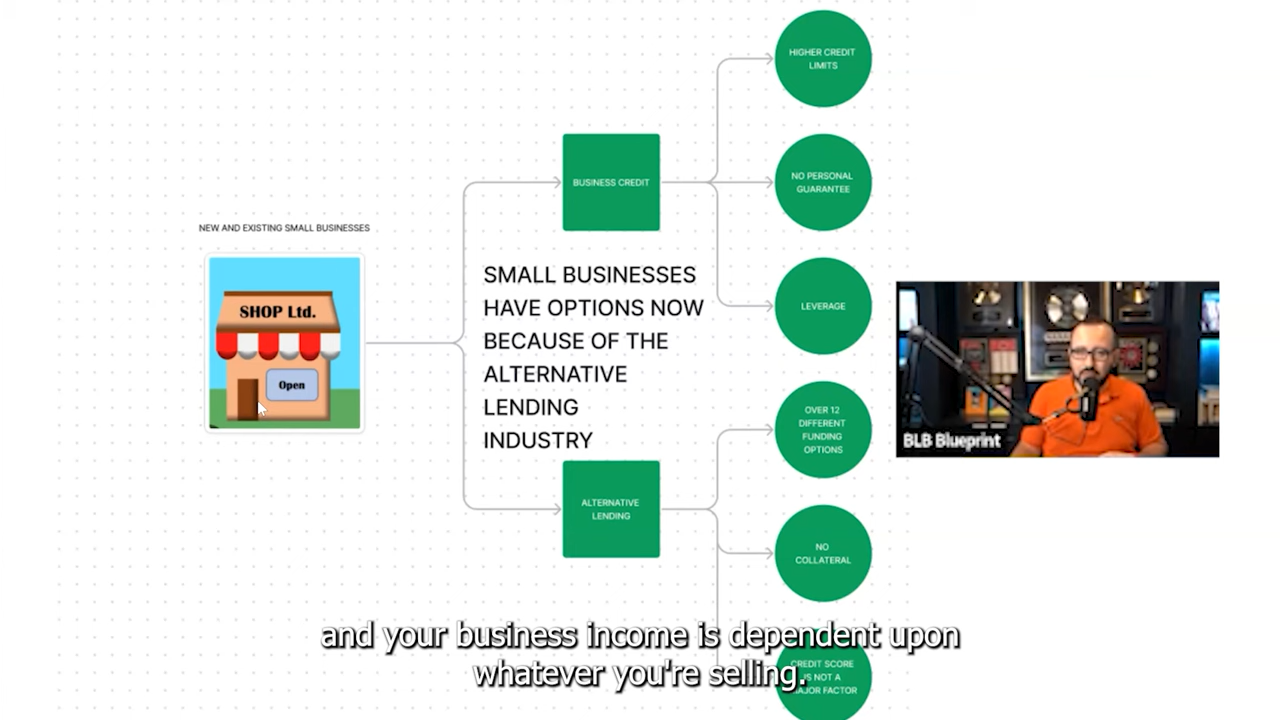 HIGHER CREDIT
LIMITS
NO PERSONAL
GUARANTEE
BUSINESS CREDIT
NEW AND EXISTING SMALL BUSINESSES
SHOP Ltd.
Open
SMALL BUSINESSES
HAVE OPTIONS NOW
BECAUSE OF THE
ALTERNATIVE
LENDING
INDUSTRY
LEVERAGE
OVER 12
DIFFERENT
FUNDING
OPTIONS
BLB Blueprint
ALTERNATIVE
LENDING
NO
COLLATERAL
CREDIT SCORE
IS NOT A
MAJOR FACTOR
and your business income is dependent upon
whatever you're selling.